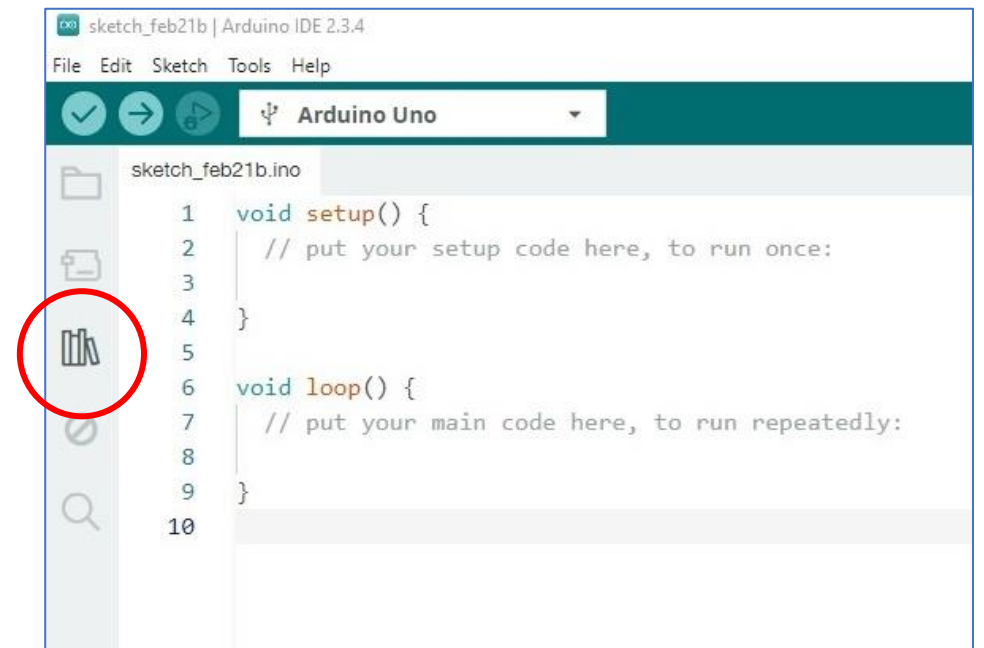 sketch_feb21b | Arduino IDE 2.3.4
File Edit Sketch Tools Help
Arduino Uno
sketch_feb21b.ino
1 void setup() {
2 // put your setup code here, to run once:
3
4 }
5
6 void loop() {
7 // put your main code here, to run repeatedly:
8
9 }
10